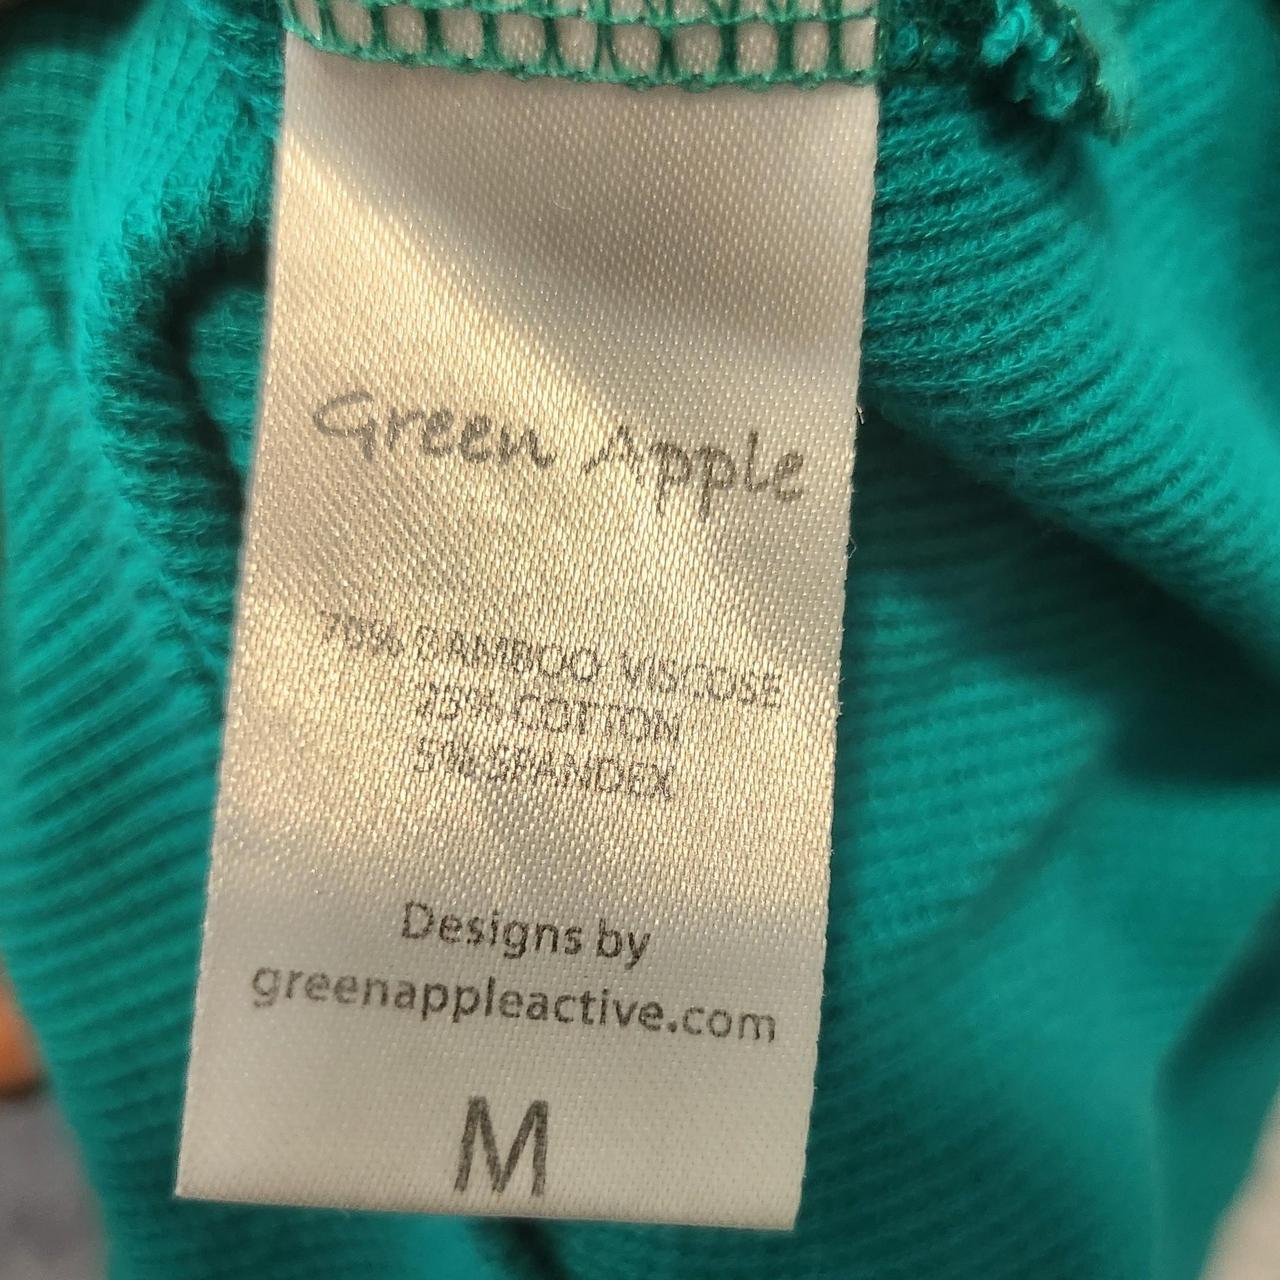 Green Apple
70% BAMBOO VISCOSE
25% COTTON
5% SPANDEX
Designs by
greenappleactive.com
M